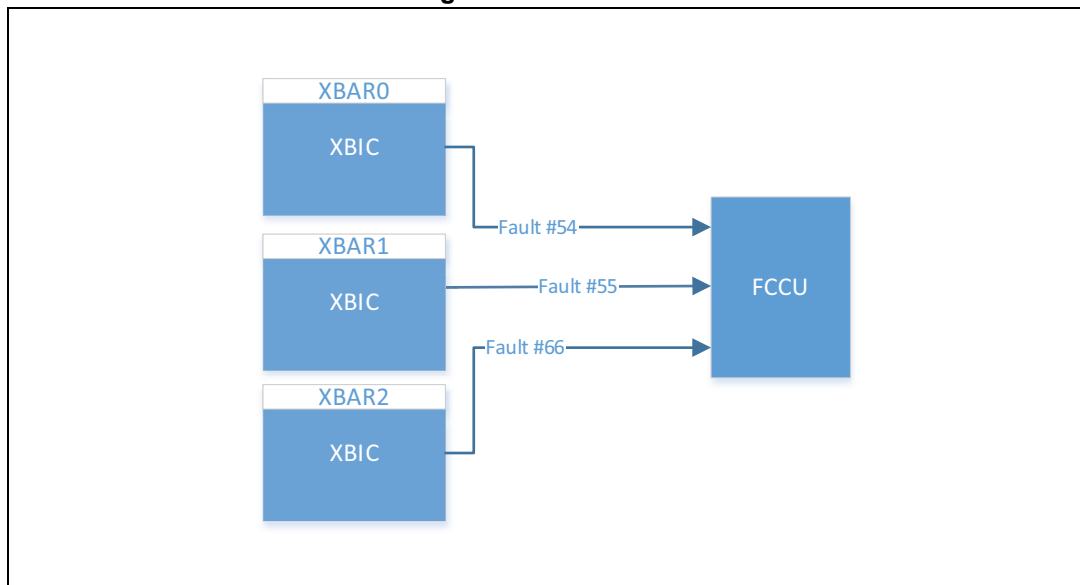 XBAR0
XBIC
Fault #54
XBAR1
XBIC
Fault #55
FCCU
Fault #66
XBAR2
XBIC